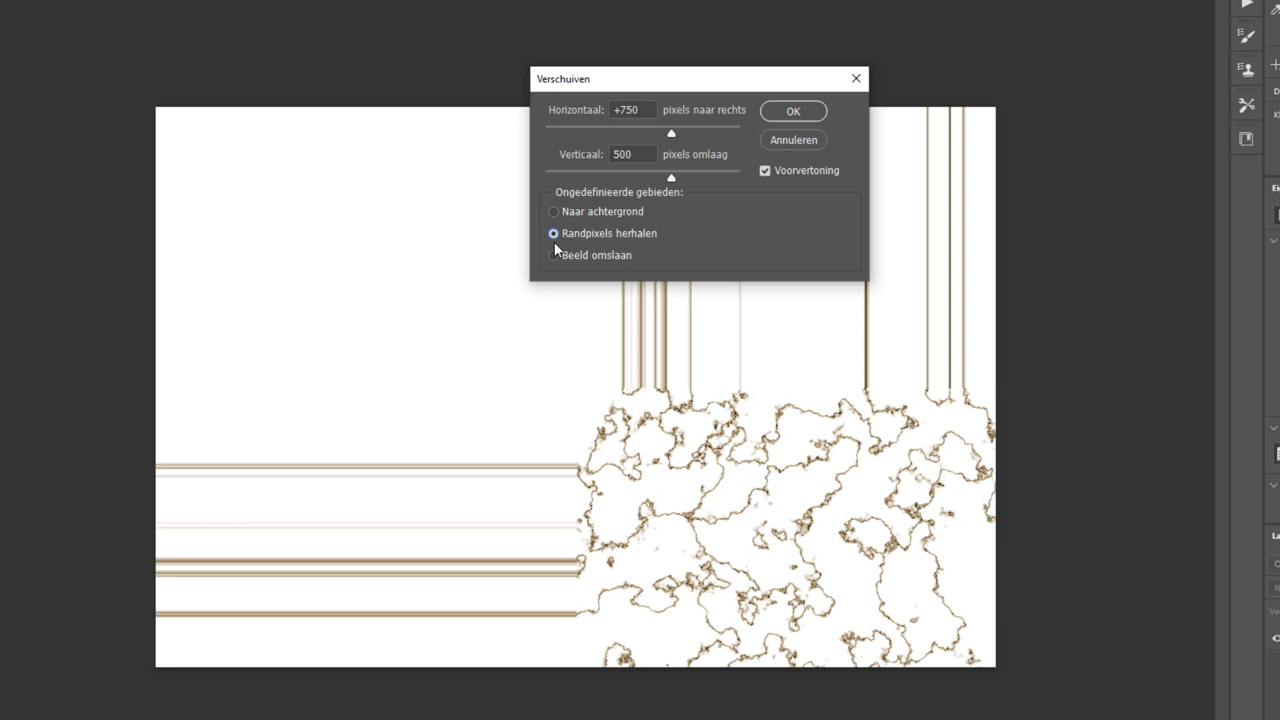 Verschuiven
Horizontaal: +750 pixels naar rechts
OK
Verticaal: 500 pixels omlaag
Annuleren
Voorvertoning
Ongedefinieerde gebieden:
Naar achtergrond
Randpixels herhalen
Beeld omslaan